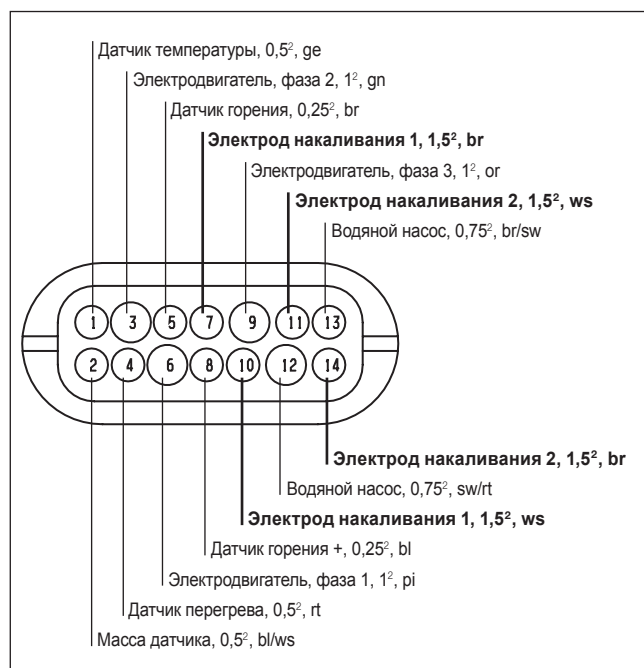 Датчик температуры, 0,5², ge
Электродвигатель, фаза 2, 1², gn
Датчик горения, 0,25², br
Электрод накаливания 1, 1,5², br
Электродвигатель, фаза 3, 1², or
Электрод накаливания 2, 1,5², ws
Водяной насос, 0,75², br/sw
1 3 5 7 9 11 13
2 4 6 8 10 12 14
Электрод накаливания 2, 1,5², br
Водяной насос, 0,75², sw/rt
Электрод накаливания 1, 1,5², ws
Датчик горения +, 0,25², bl
Электродвигатель, фаза 1, 1², pi
Датчик перегрева, 0,5², rt
Масса датчика, 0,5², bl/ws